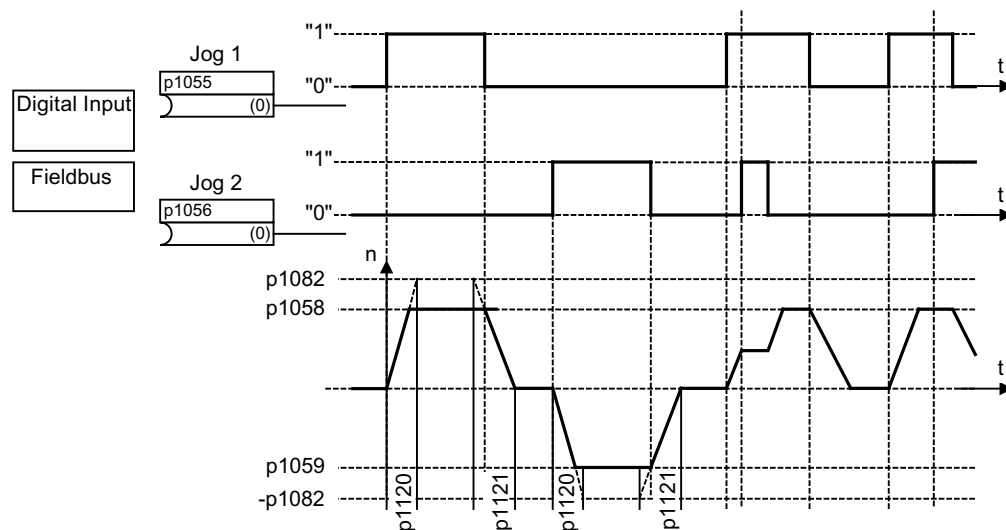 "1"
Jog 1
p1055
"0"
t
(0)
Digital Input
"1"
Fieldbus
Jog 2
p1056
"0"
t
(0)
n
p1082
p1058
t
p1059
-p1082
p1120
p1121
p1120
p1121